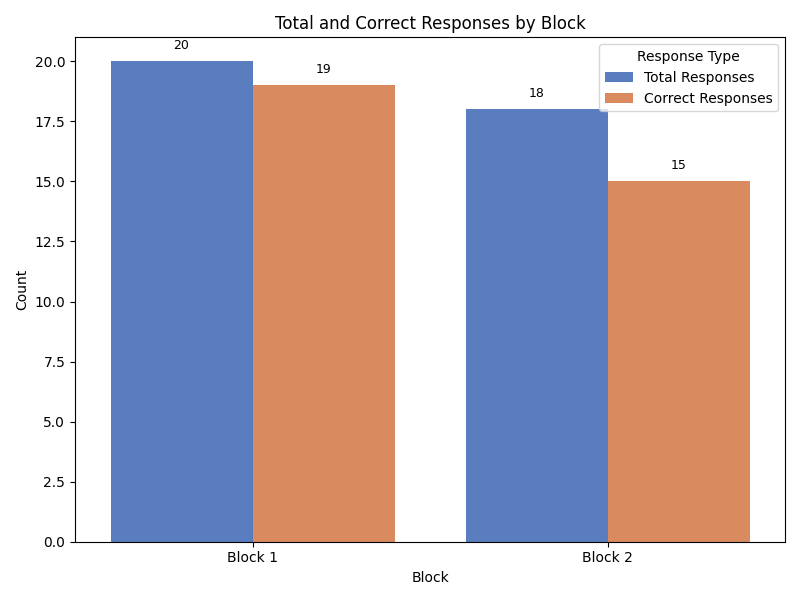 Total and Correct Responses by Block
20
19
18
15
Response Type
Total Responses
Correct Responses
20.0
17.5
15.0
12.5
10.0
7.5
5.0
2.5
0.0
Count
Block 1
Block 2
Block